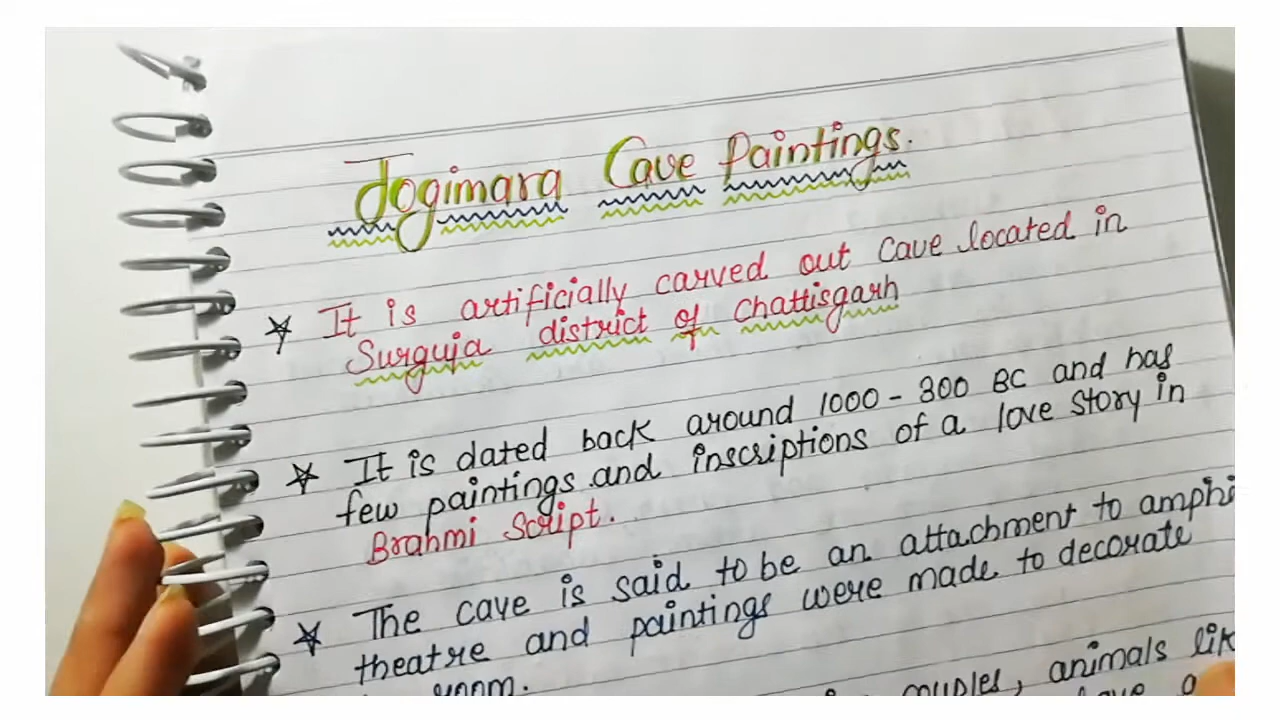 Jogimara Cave Paintings.
☆ It is artificially carved out cave located in
Surguja district of Chattisgarh
☆ It is dated back around 1000 - 300 BC and has
few paintings and inscriptions of a love story in
Brahmi Script.
☆ The cave is said to be an attachment to amphi
theatre and paintings were made to decorate
room.
couples, animals lik